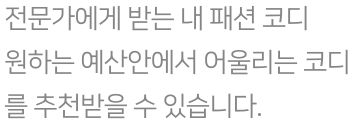 전문가에게 받는 내 패션 코디
원하는 예산안에서 어울리는 코디
를 추천받을 수 있습니다.